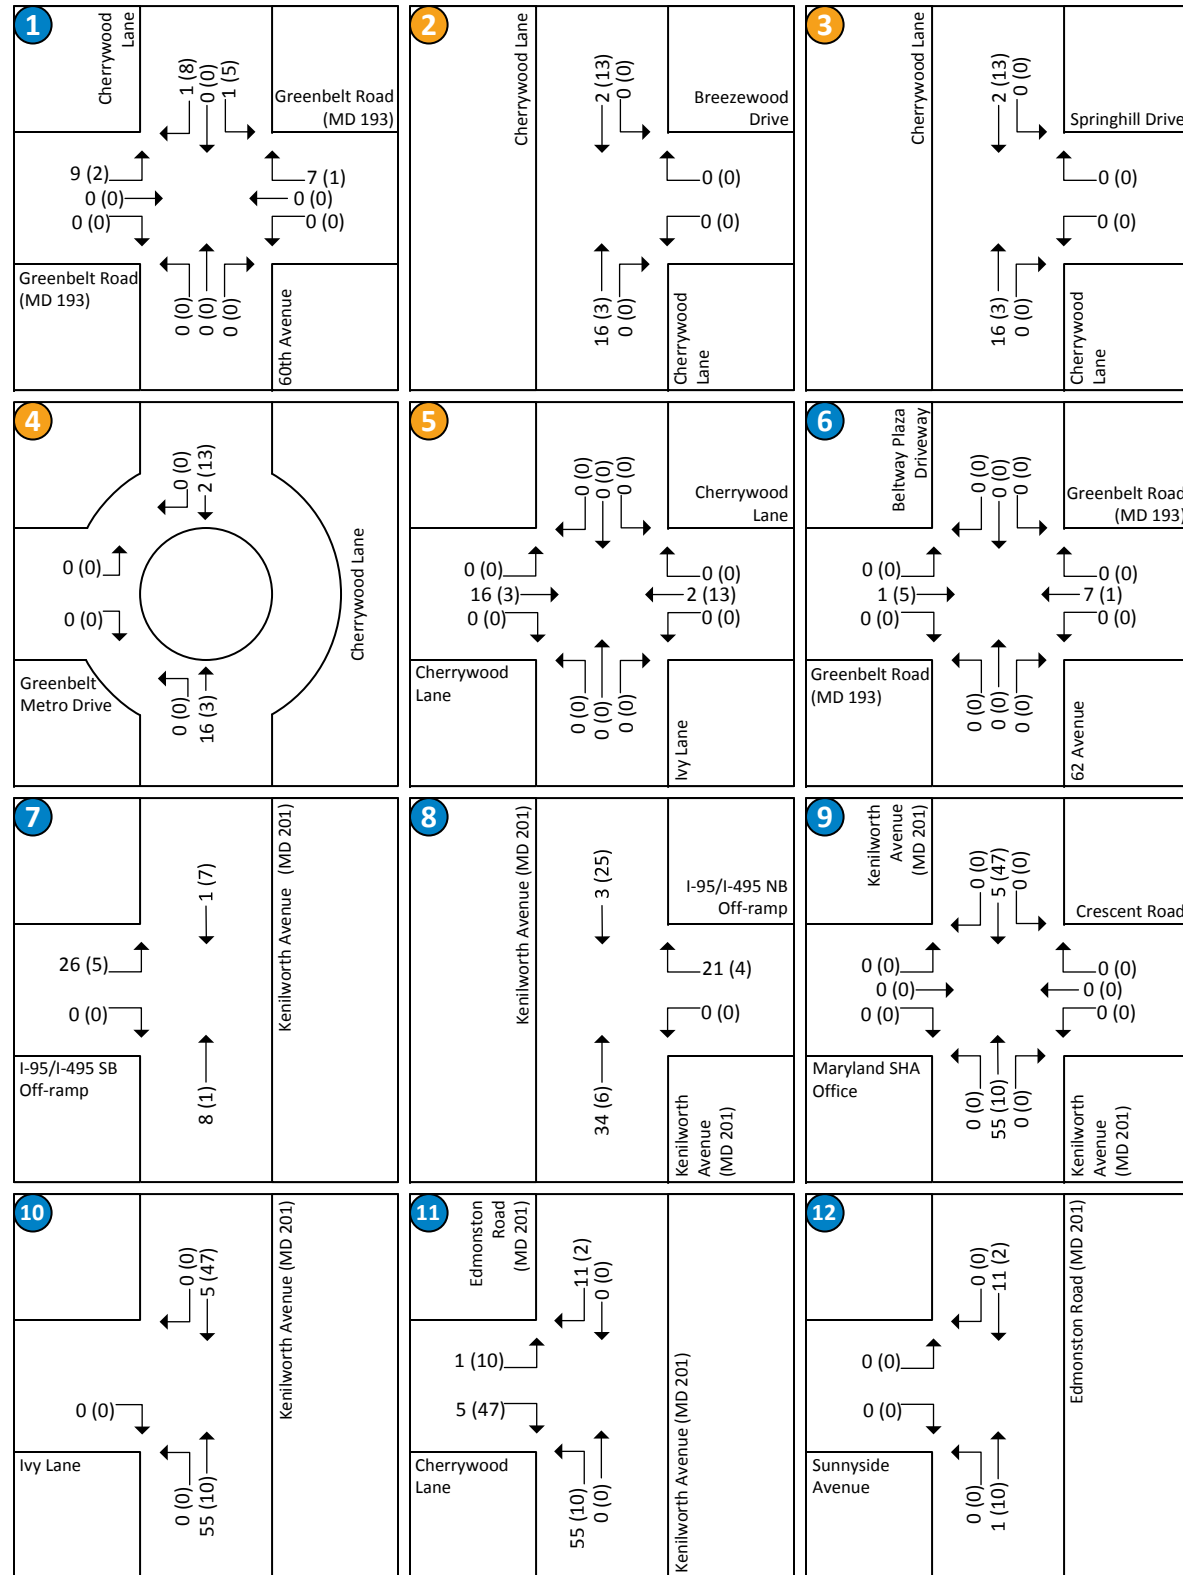 1
Cherrywood
Lane
1 (8)
0 (0)
1 (5)
Greenbelt Road
(MD 193)
9 (2)
0 (0)
0 (0)
7 (1)
0 (0)
0 (0)
Greenbelt Road
(MD 193)
0 (0)
0 (0)
0 (0)
60th Avenue
2
Cherrywood Lane
2 (13)
0 (0)
Breezewood
Drive
0 (0)
0 (0)
16 (3)
0 (0)
Cherrywood
Lane
3
Cherrywood Lane
2 (13)
0 (0)
Springhill Drive
0 (0)
0 (0)
16 (3)
0 (0)
Cherrywood
Lane
4
0 (0)
2 (13)
0 (0)
0 (0)
Cherrywood Lane
Greenbelt
Metro Drive
0 (0)
16 (3)
5
0 (0)
0 (0)
0 (0)
Cherrywood
Lane
0 (0)
16 (3)
0 (0)
0 (0)
2 (13)
0 (0)
Cherrywood
Lane
0 (0)
0 (0)
0 (0)
Ivy Lane
6
Beltway Plaza
Driveway
0 (0)
0 (0)
0 (0)
Greenbelt Road
(MD 193)
0 (0)
1 (5)
0 (0)
0 (0)
7 (1)
0 (0)
Greenbelt Road
(MD 193)
0 (0)
0 (0)
0 (0)
62 Avenue
7
1 (7)
Kenilworth Avenue (MD 201)
26 (5)
0 (0)
I-95/I-495 SB
Off-ramp
8 (1)
8
Kenilworth Avenue (MD 201)
3 (25)
I-95/I-495 NB
Off-ramp
21 (4)
0 (0)
34 (6)
Kenilworth
Avenue
(MD 201)
9
Kenilworth
Avenue
(MD 201)
0 (0)
5 (47)
0 (0)
Crescent Road
0 (0)
0 (0)
0 (0)
0 (0)
0 (0)
0 (0)
Maryland SHA
Office
0 (0)
55 (10)
0 (0)
Kenilworth
Avenue
(MD 201)
10
0 (0)
5 (47)
Kenilworth Avenue (MD 201)
0 (0)
Ivy Lane
0 (0)
55 (10)
11
Edmonston
Road
(MD 201)
11 (2)
0 (0)
1 (10)
5 (47)
Cherrywood
Lane
55 (10)
0 (0)
Kenilworth Avenue (MD 201)
12
0 (0)
11 (2)
Edmonston Road (MD 201)
0 (0)
0 (0)
Sunnyside
Avenue
0 (0)
1 (10)